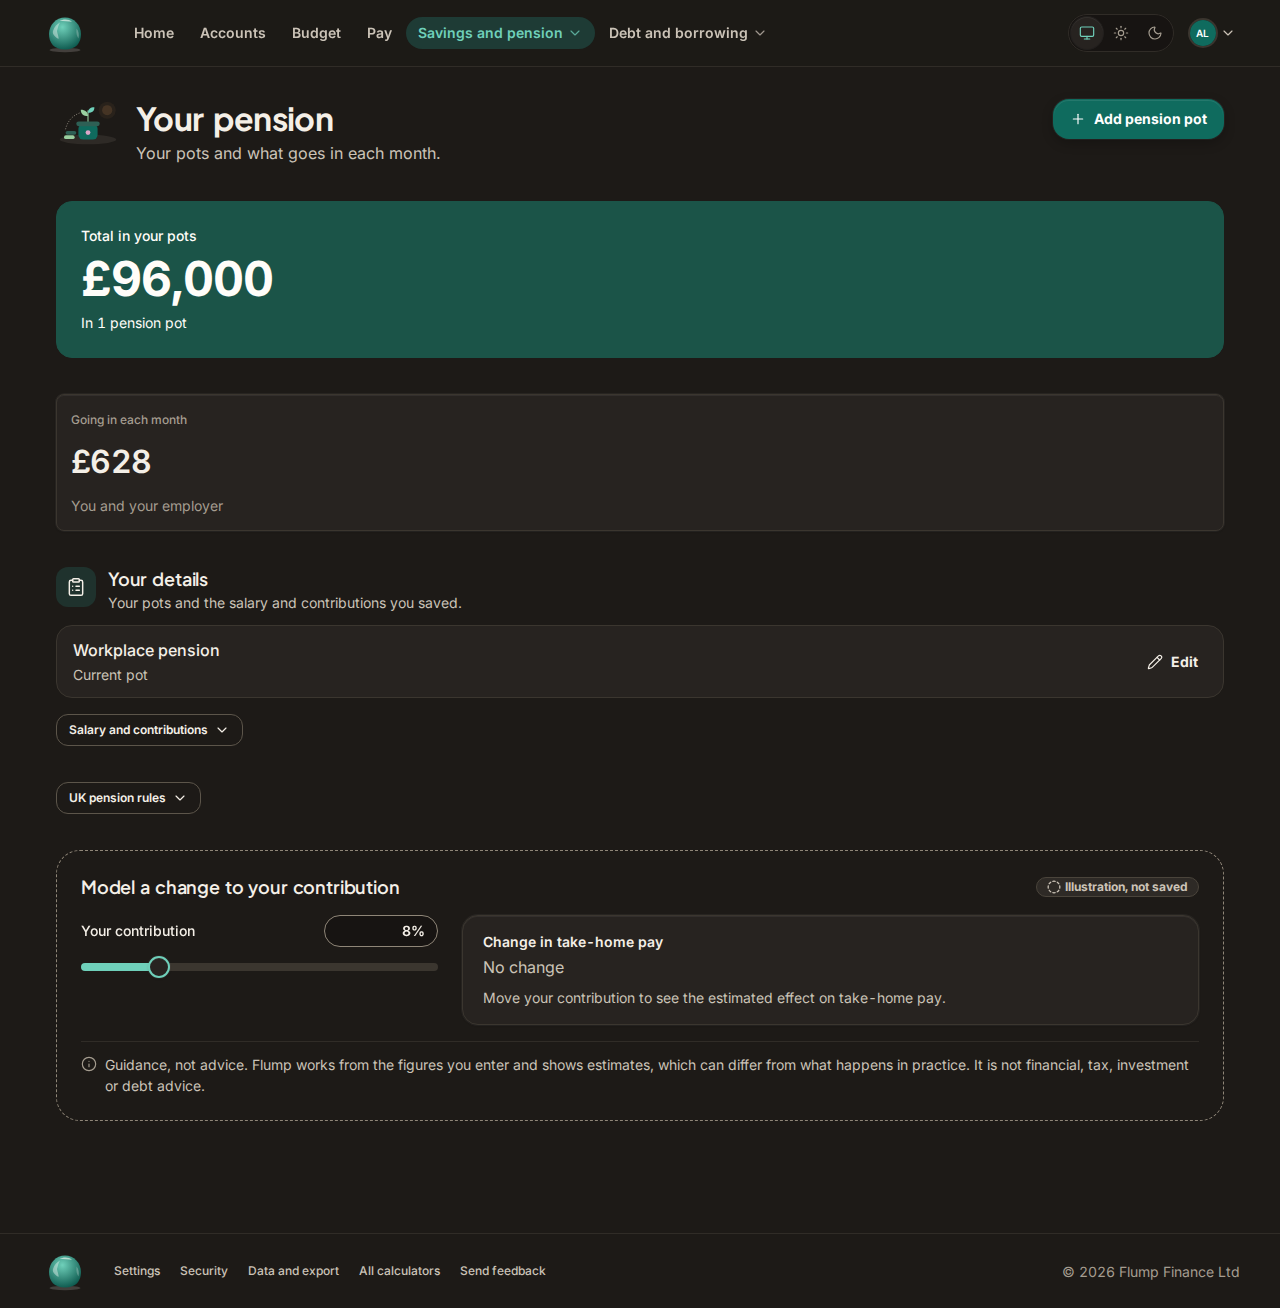 Home
Accounts
Budget
Pay
Savings and pension
Debt and borrowing
AL
Your pension
Your pots and what goes in each month.
Add pension pot
Total in your pots
£96,000
In 1 pension pot
Going in each month
£628
You and your employer
Your details
Your pots and the salary and contributions you saved.
Workplace pension
Current pot
Edit
Salary and contributions
UK pension rules
Model a change to your contribution
Illustration, not saved
Your contribution
8%
Change in take-home pay
No change
Move your contribution to see the estimated effect on take-home pay.
Guidance, not advice. Flump works from the figures you enter and shows estimates, which can differ from what happens in practice. It is not financial, tax, investment
or debt advice.
Settings
Security
Data and export
All calculators
Send feedback
© 2026 Flump Finance Ltd